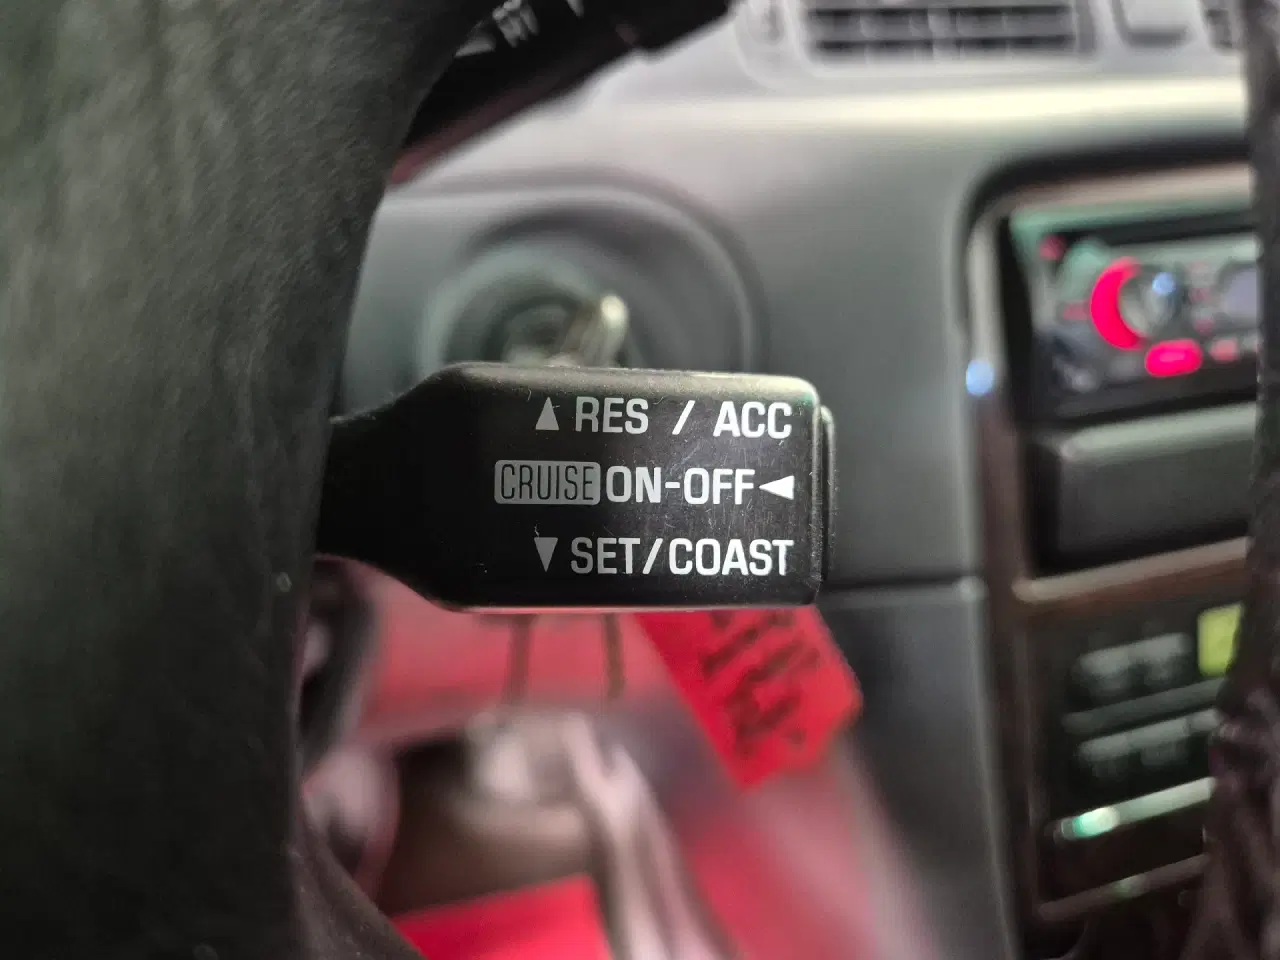 ▲ RES / ACC
CRUISE ON-OFF ◀
▼ SET/COAST